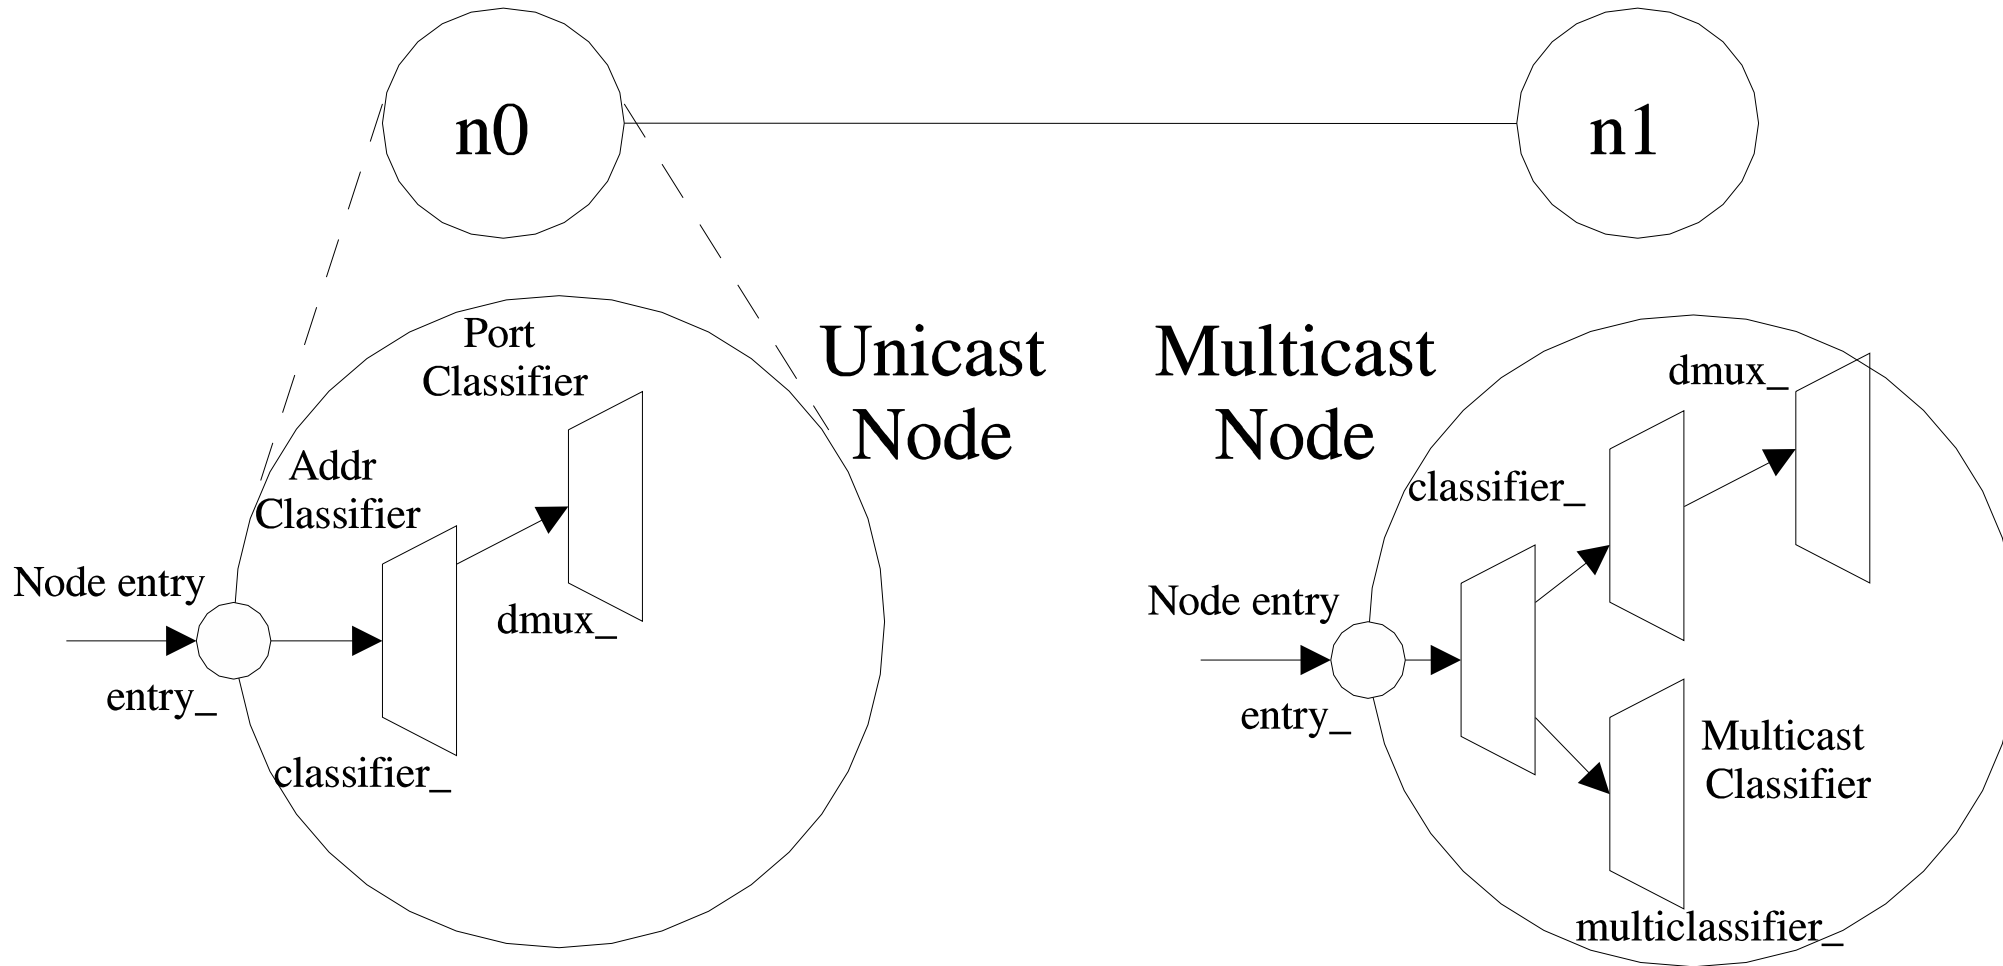 n0
n1
Port
Classifier
Unicast
Node
Multicast
Node
dmux_
Addr
Classifier
classifier_
Node entry
dmux_
entry_
classifier_
Node entry
entry_
Multicast
Classifier
multiclassifier_